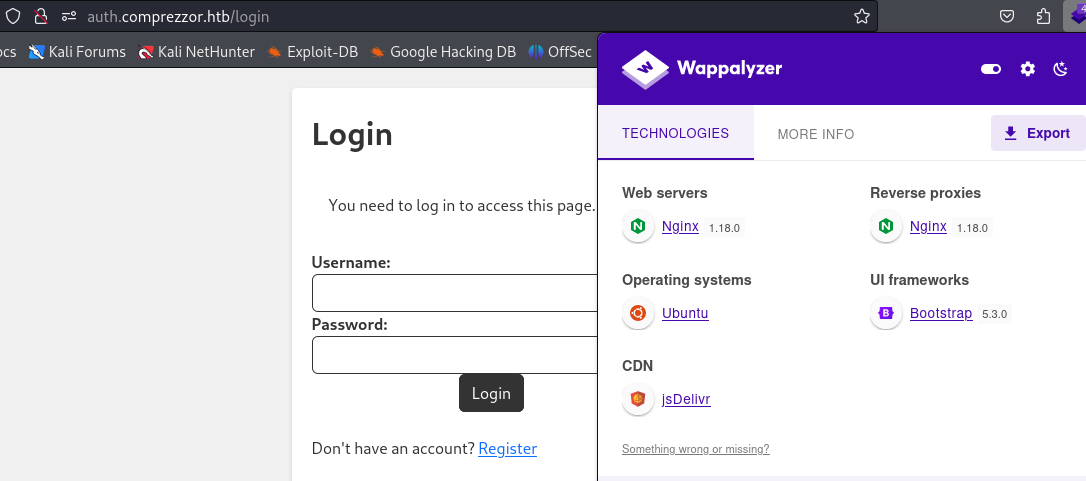 auth.comprezzor.htb/login
ocs Kali Forums Kali NetHunter Exploit-DB Google Hacking DB OffSec
Wappalyzer
TECHNOLOGIES MORE INFO Export
Login
You need to log in to access this page.
Username:
Password:
Login
Don't have an account? Register
Web servers
Nginx 1.18.0
Reverse proxies
Nginx 1.18.0
Operating systems
Ubuntu
UI frameworks
Bootstrap 5.3.0
CDN
jsDelivr
Something wrong or missing?